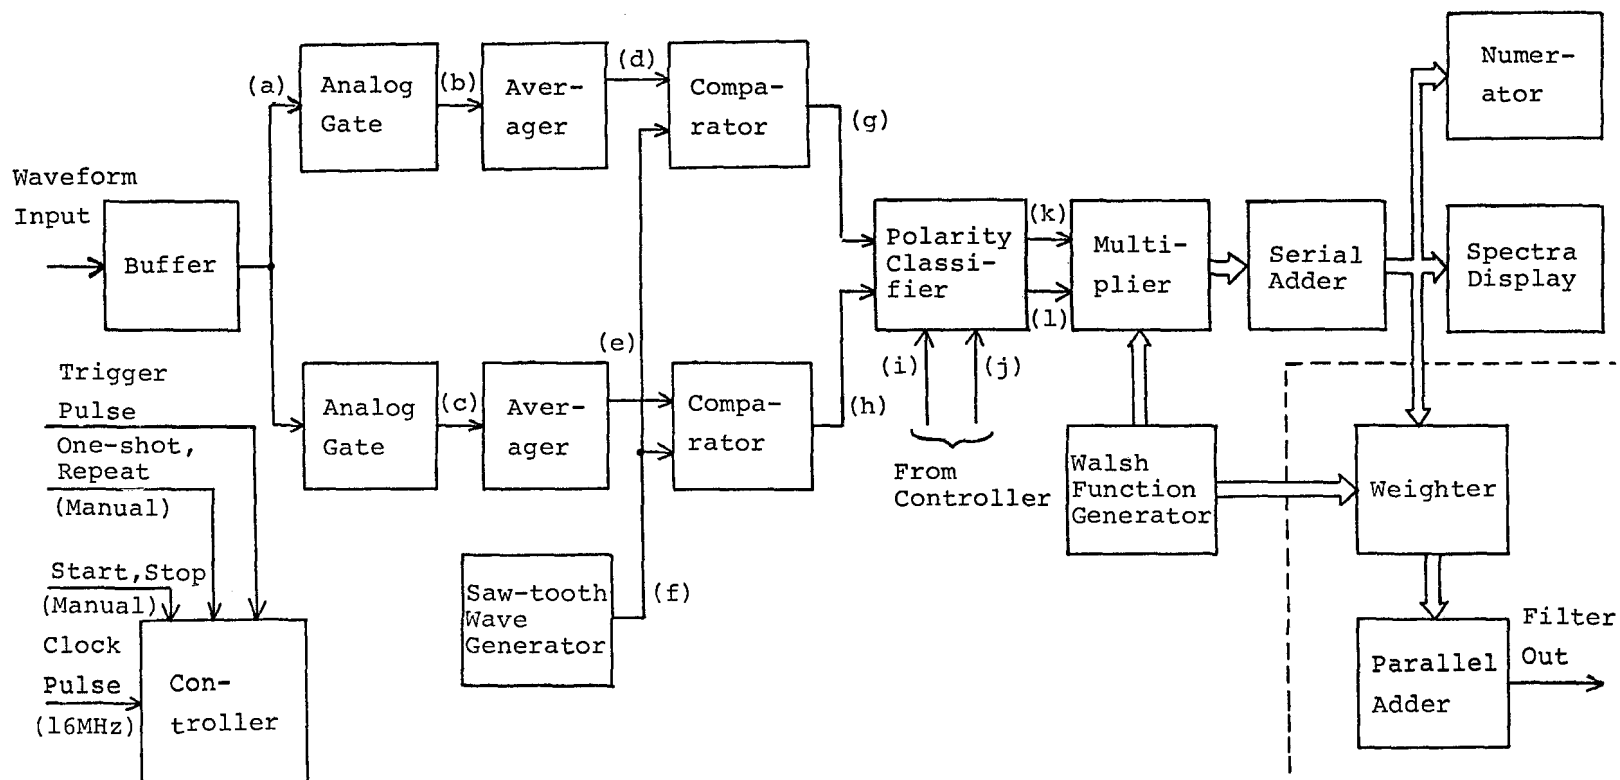 (a)
Analog
Gate
(b)
Aver-
ager
(d)
Compa-
rator
(g)
Numer-
ator
Waveform
Input
Buffer
Polarity
Classi-
fier
(k)
(l)
Multi-
plier
Serial
Adder
Spectra
Display
(e)
(i)
(j)
Trigger
Pulse
One-shot,
Repeat
(Manual)
Analog
Gate
(c)
Aver-
ager
Compa-
rator
(h)
From
Controller
Walsh
Function
Generator
Weighter
Start,Stop
(Manual)
Clock
Pulse
(16MHz)
Con-
troller
Saw-tooth
Wave
Generator
(f)
Parallel
Adder
Filter
Out